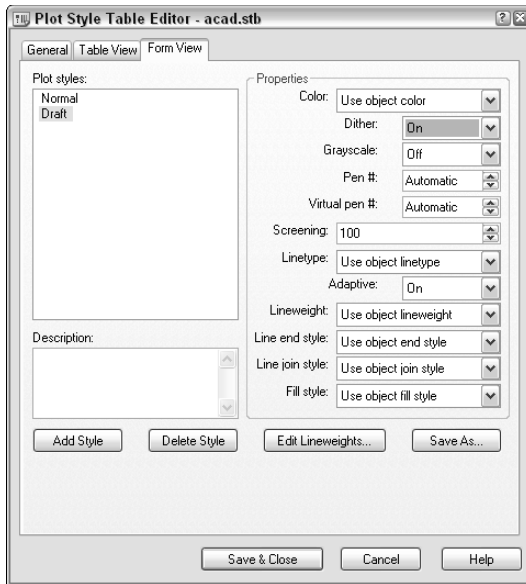 Plot Style Table Editor - acad.stb
General Table View Form View
Plot styles:
Normal
Draft
Description:
Properties
Color: Use object color
Dither: On
Grayscale: Off
Pen #: Automatic
Virtual pen #: Automatic
Screening: 100
Linetype: Use object linetype
Adaptive: On
Lineweight: Use object lineweight
Line end style: Use object end style
Line join style: Use object join style
Fill style: Use object fill style
Add Style Delete Style Edit Lineweights... Save As...
Save & Close Cancel Help